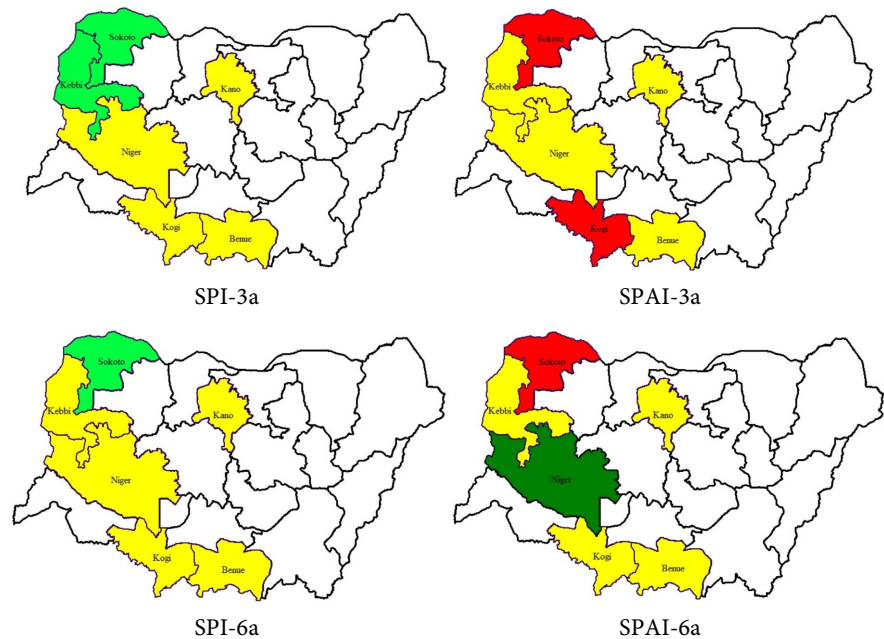 Sokoto
Kebbi
Kano
Niger
Kogi
Benue
SPI-3a
Sokoto
Kebbi
Kano
Niger
Kogi
Benue
SPAI-3a
Sokoto
Kebbi
Kano
Niger
Kogi
Benue
SPI-6a
Sokoto
Kebbi
Kano
Niger
Kogi
Benue
SPAI-6a